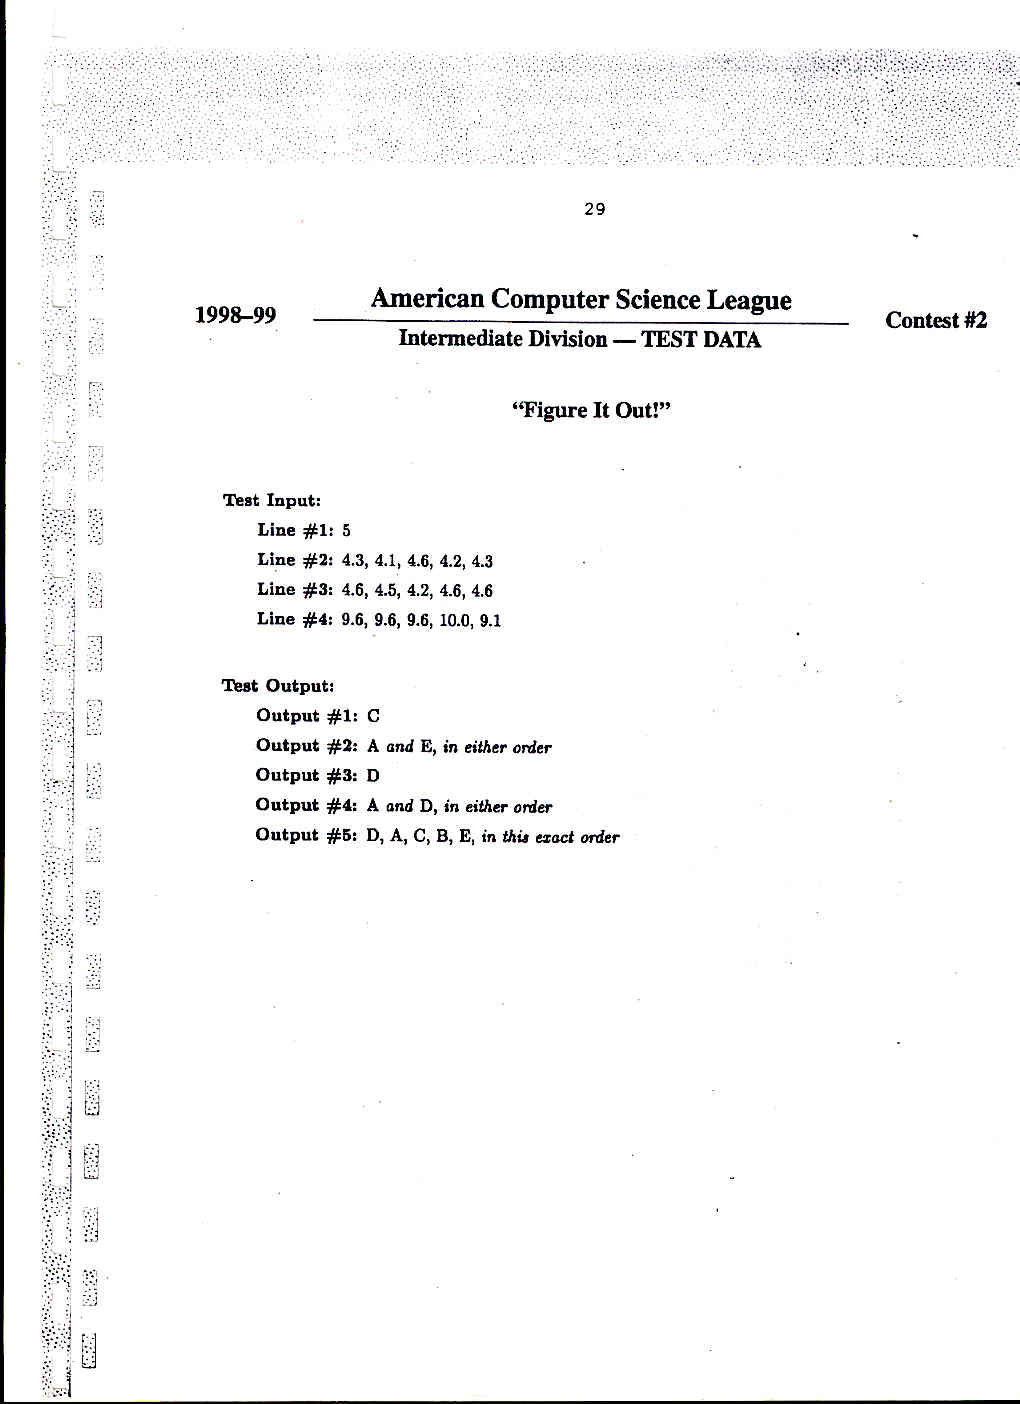 29
American Computer Science League
1998–99
Contest #2
Intermediate Division — TEST DATA
“Figure It Out!”
Test Input:
Line #1: 5
Line #2: 4.3, 4.1, 4.6, 4.2, 4.3
Line #3: 4.6, 4.5, 4.2, 4.6, 4.6
Line #4: 9.6, 9.6, 9.6, 10.0, 9.1
Test Output:
Output #1: C
Output #2: A and E, in either order
Output #3: D
Output #4: A and D, in either order
Output #5: D, A, C, B, E, in this exact order